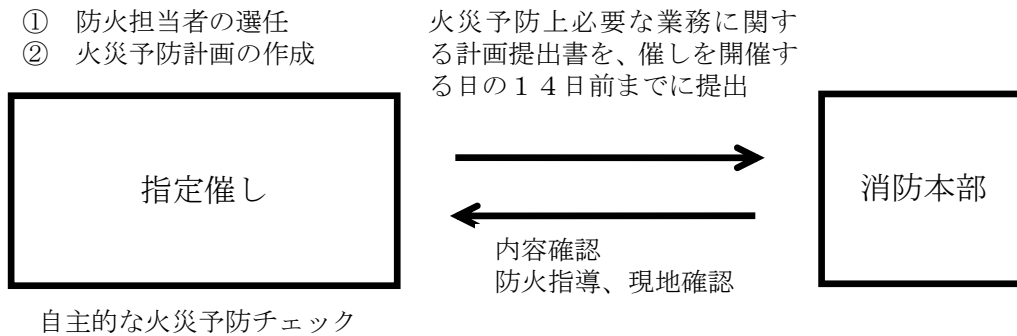 ① 防火担当者の選任
② 火災予防計画の作成
火災予防上必要な業務に関す
る計画提出書を、催しを開催す
る日の１４日前までに提出
指定催し
消防本部
内容確認
防火指導、現地確認
自主的な火災予防チェック